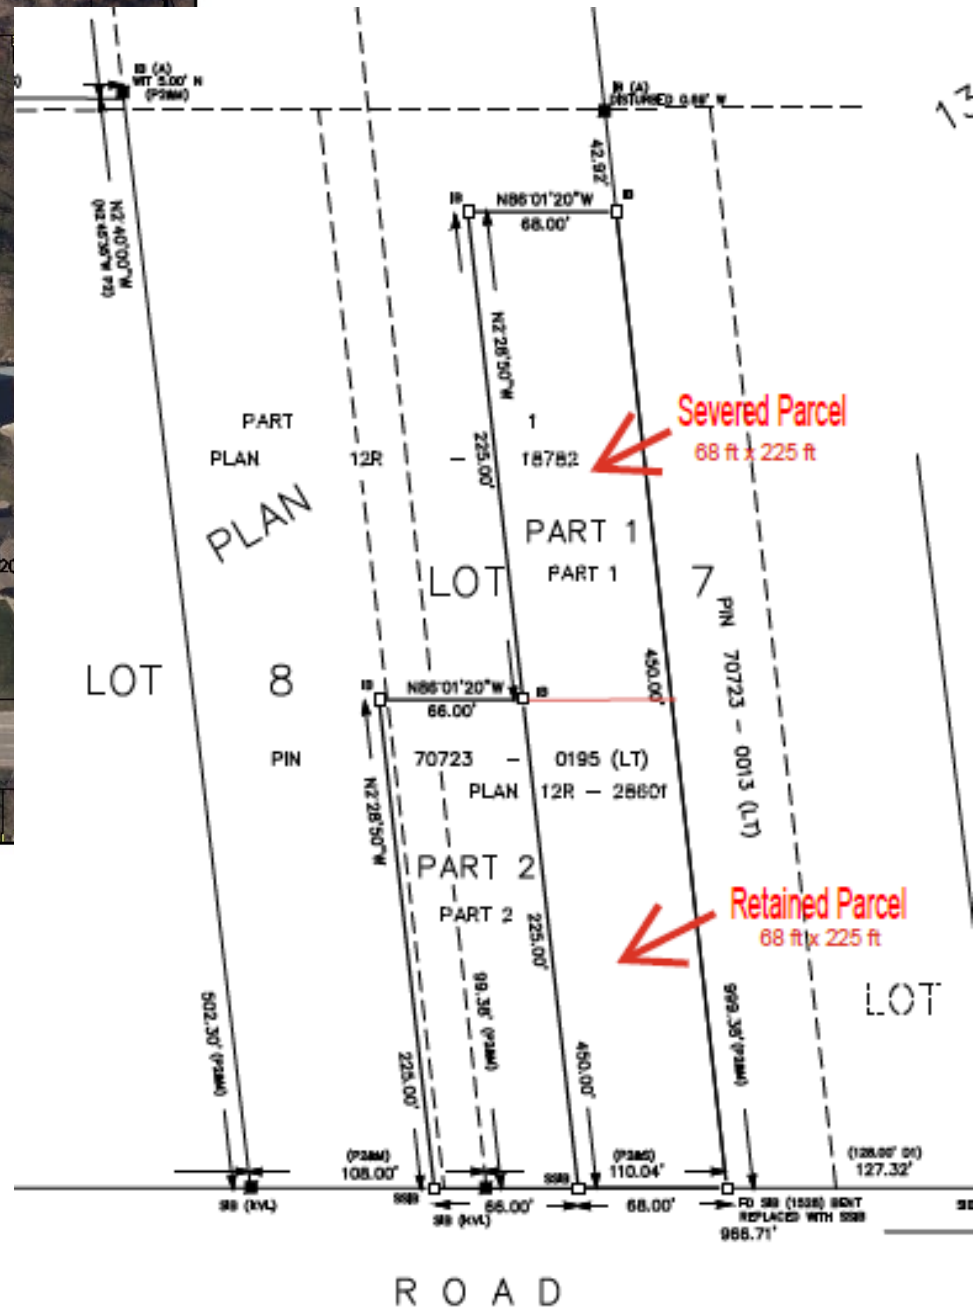 IB (A)
WIT 5.00' N
(P2&M)
IB (A)
DISTURBED 0.88' W
13
42.92'
IB
N86°01'20"W
68.00'
IB
N2°40'00"W
N2°28'50"W
225.00'
PART 1
PLAN 12R - 18782
Severed Parcel
68 ft x 225 ft
PLAN
PART 1
PART 1
LOT 7
LOT 8
PIN 70723 - 0013 (LT)
450.00'
IB
N86°01'20"W
66.00'
IB
PIN 70723 - 0195 (LT)
PLAN 12R - 28601
N2°28'50"W
PART 2
PART 2
225.00'
Retained Parcel
68 ft x 225 ft
LOT
502.30' (P2&M)
225.00'
99.38' (P2&M)
450.00'
999.38' (P2&M)
(P2&M)
108.00'
(P2&S)
110.04'
(128.00' D1)
127.32'
SIB (KVL)
SSIB
SIB (KVL)
66.00'
SSIB
68.00'
FD SIB (1528) BENT
REPLACED WITH SSIB
966.71'
ROAD